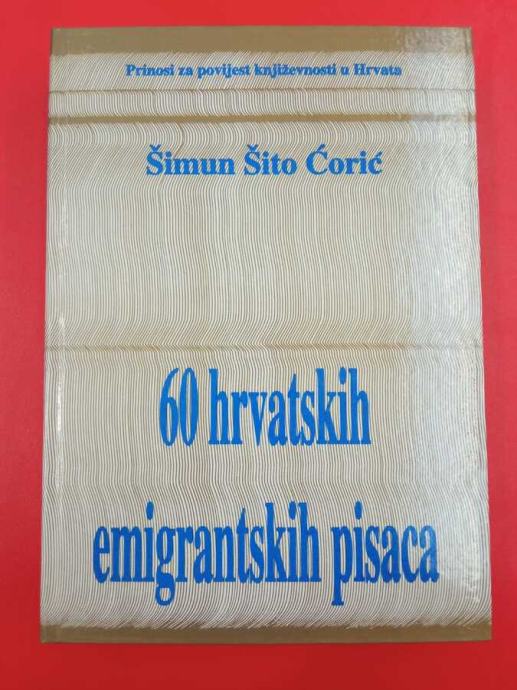 Prinosi za povijest književnosti u Hrvata
Šimun Šito Ćorić
60 hrvatskih
emigrantskih pisaca